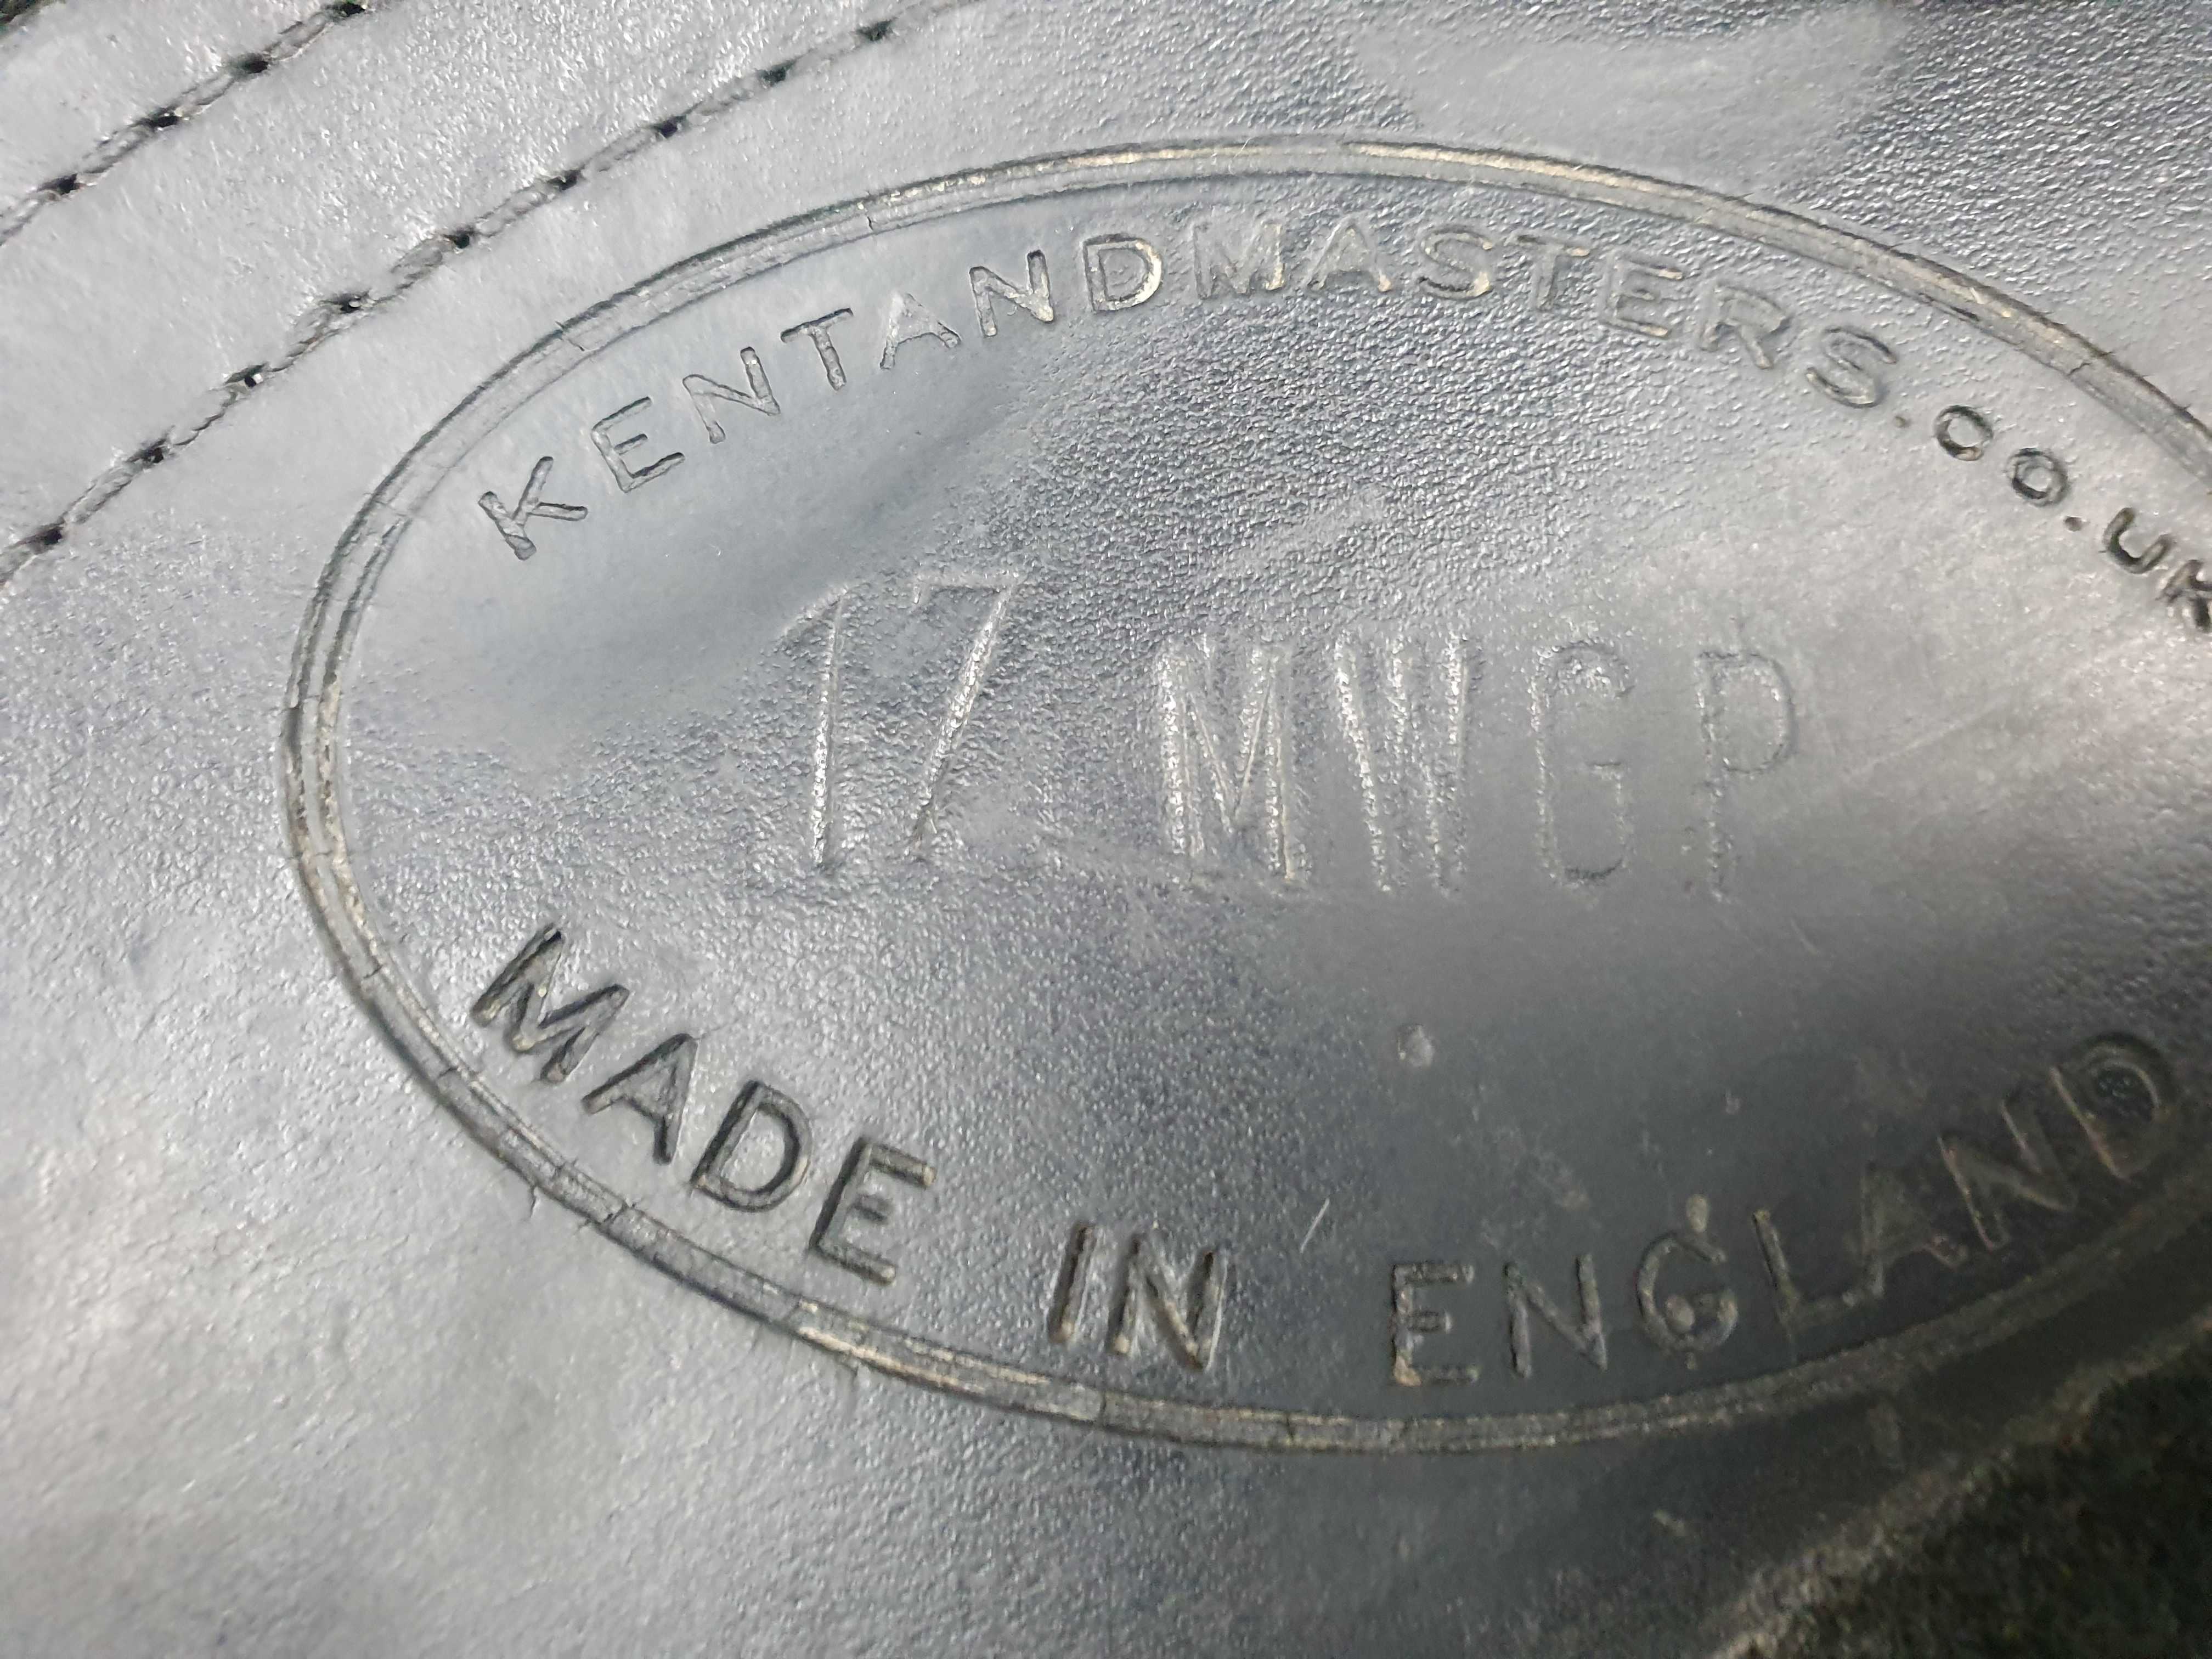 KENTANDMASTERS.CO.UK
17 MWGP
MADE IN ENGLAND